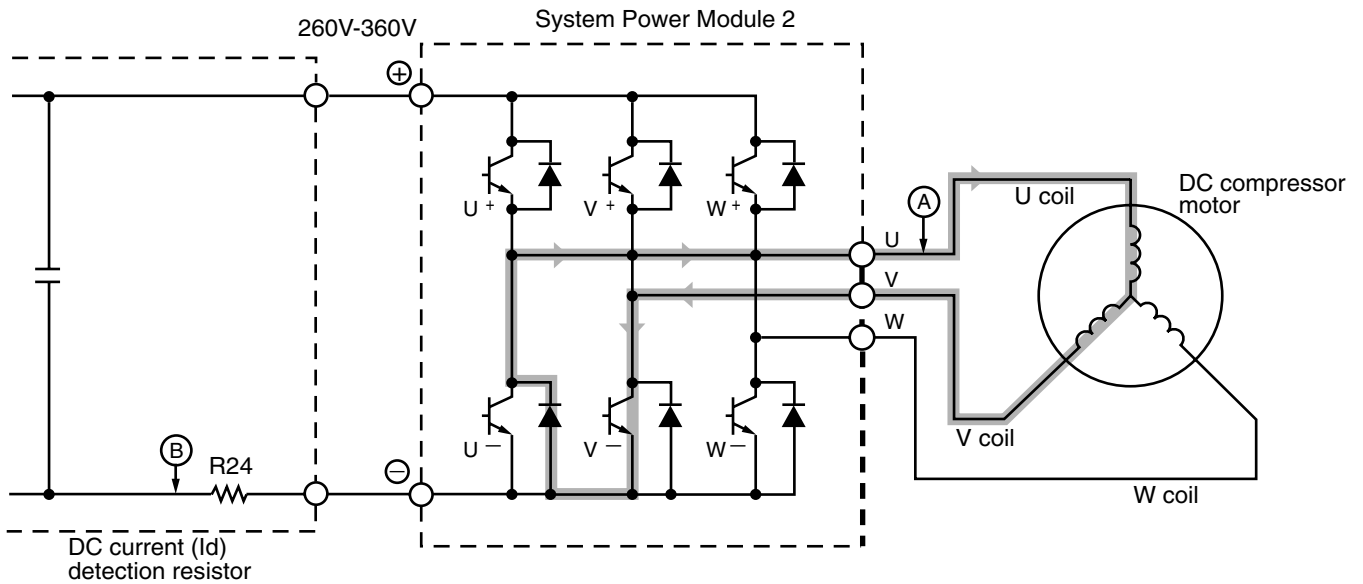 System Power Module 2
260V-360V
+
U +
V +
W +
A
U coil
DC compressor
motor
U
V
W
U —
V —
W —
V coil
B
R24
−
W coil
DC current (Id)
detection resistor